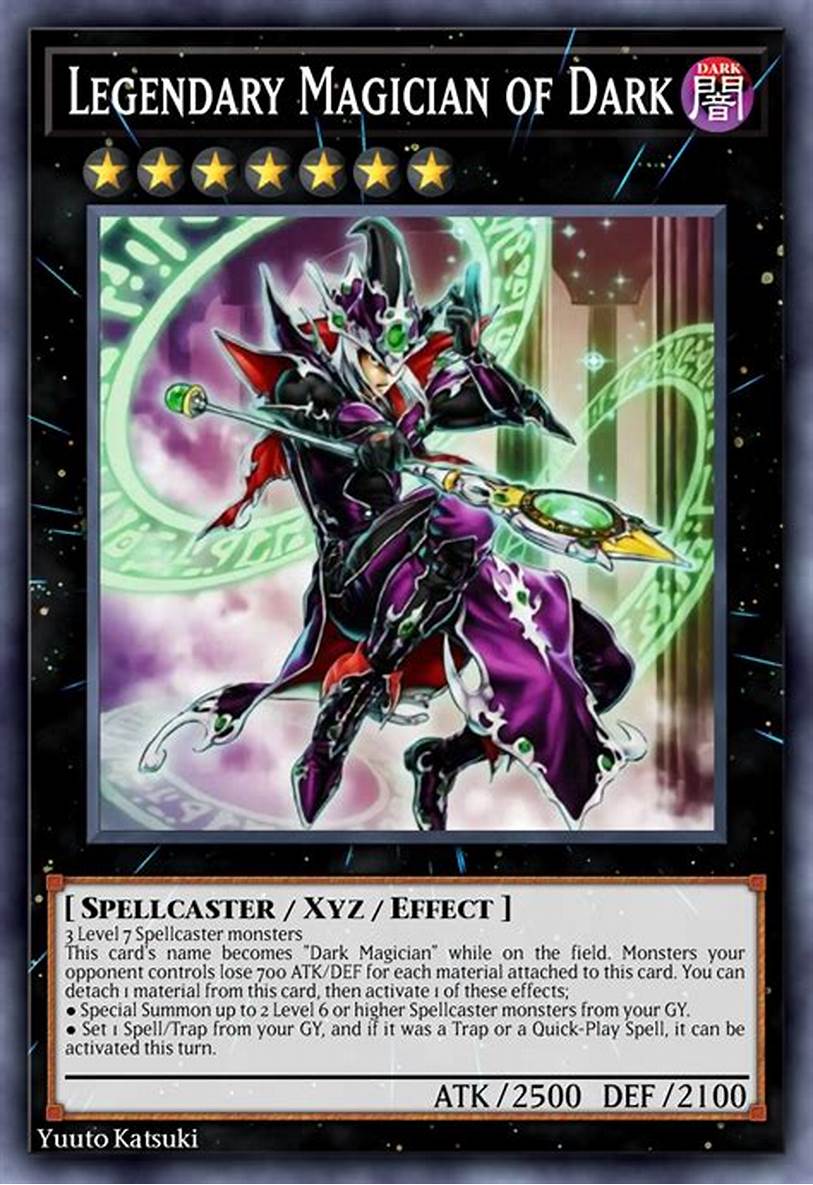 Legendary Magician of Dark
DARK
闇
[ Spellcaster / Xyz / Effect ]
3 Level 7 Spellcaster monsters
This card's name becomes "Dark Magician" while on the field. Monsters your
opponent controls lose 700 ATK/DEF for each material attached to this card. You can
detach 1 material from this card, then activate 1 of these effects;
● Special Summon up to 2 Level 6 or higher Spellcaster monsters from your GY.
● Set 1 Spell/Trap from your GY, and if it was a Trap or a Quick-Play Spell, it can be
activated this turn.
ATK/2500 DEF/2100
Yuuto Katsuki